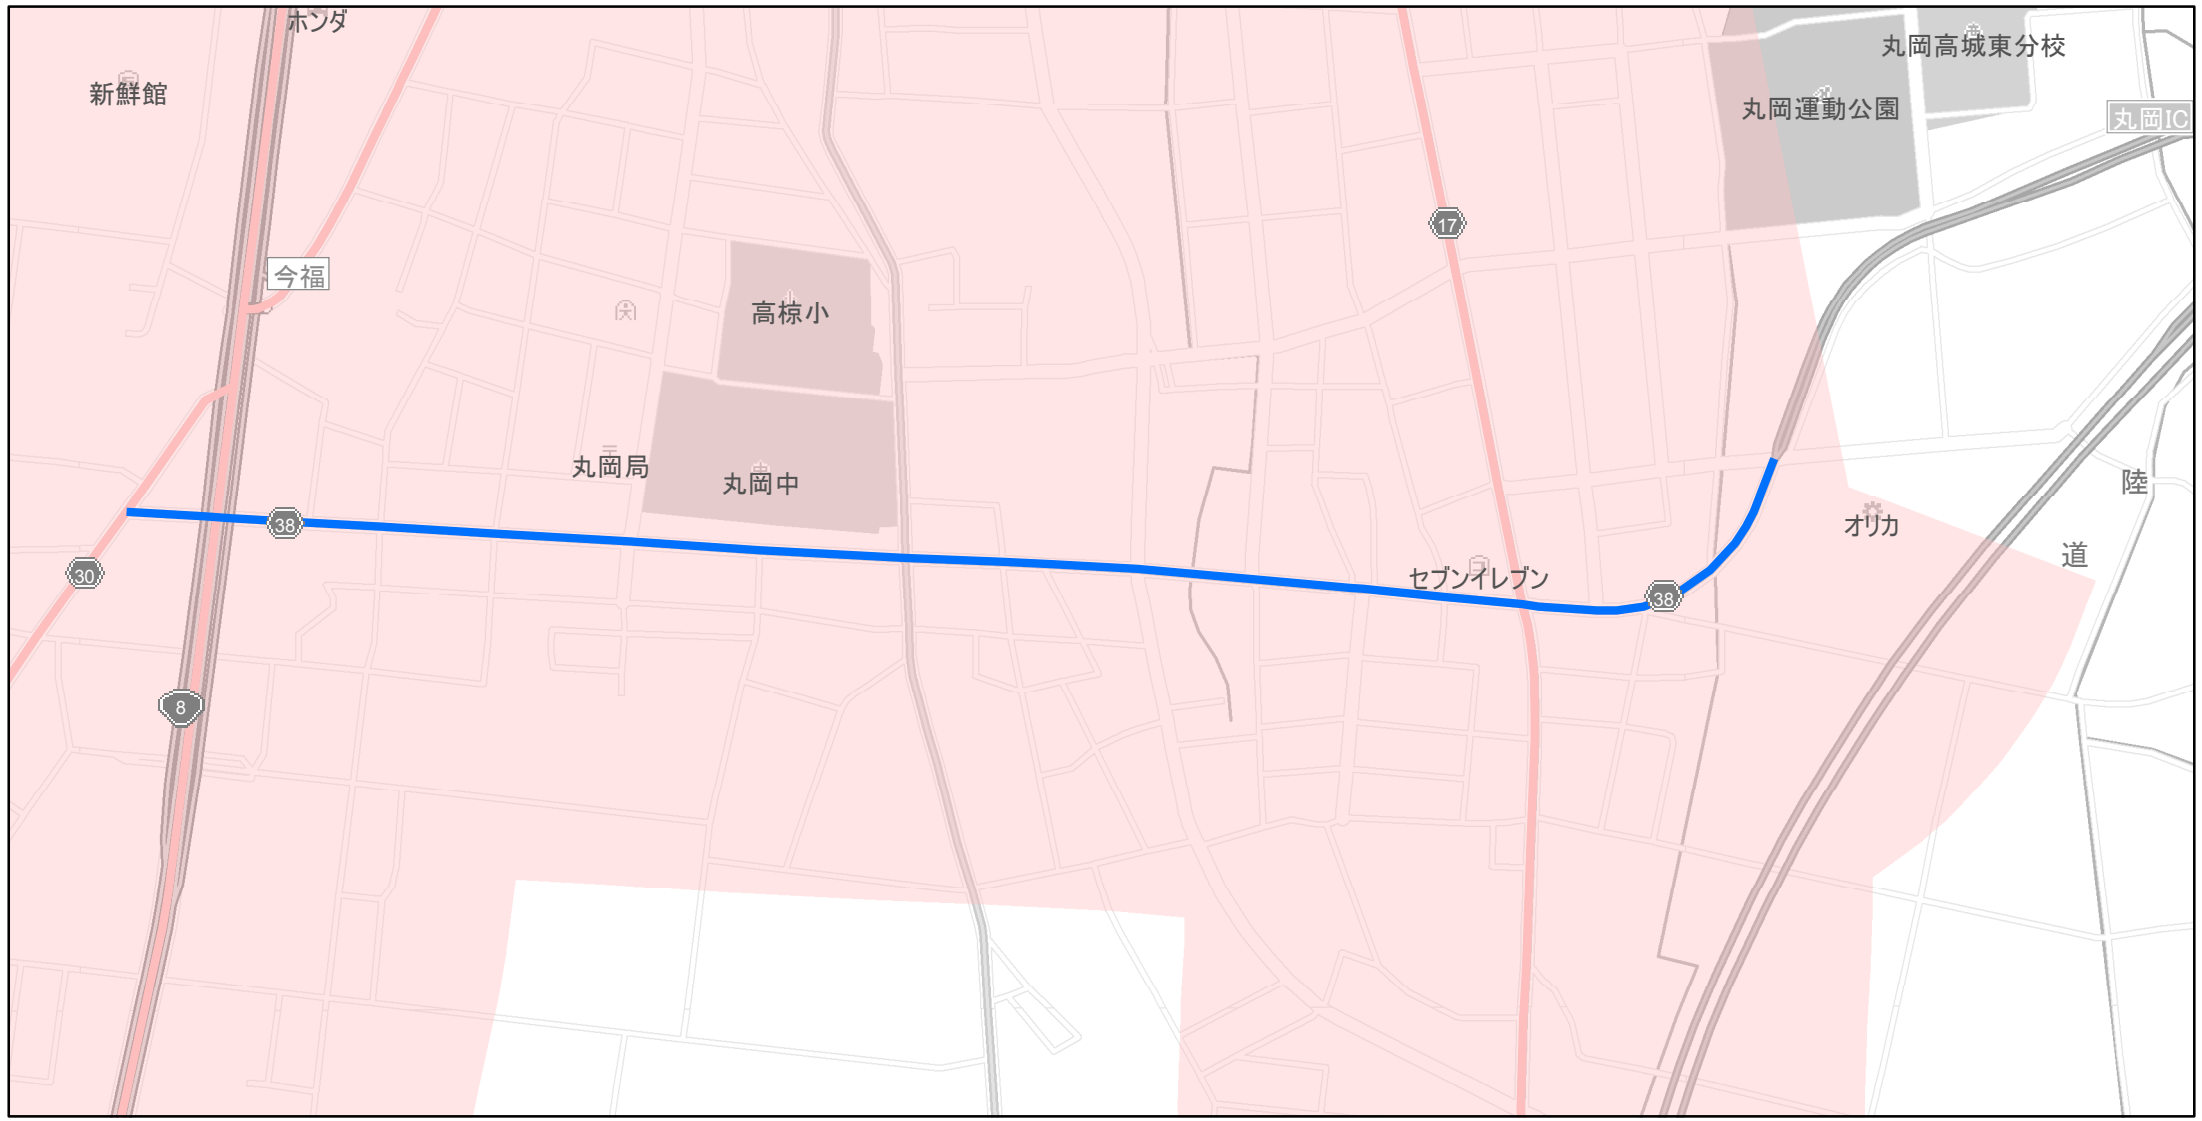 ホンダ
丸岡高城東分校
新鮮館
丸岡運動公園
丸岡IC
17
今福
高椋小
丸岡局
丸岡中
陸
38
オリカ
道
30
セブンイレブン
38
8